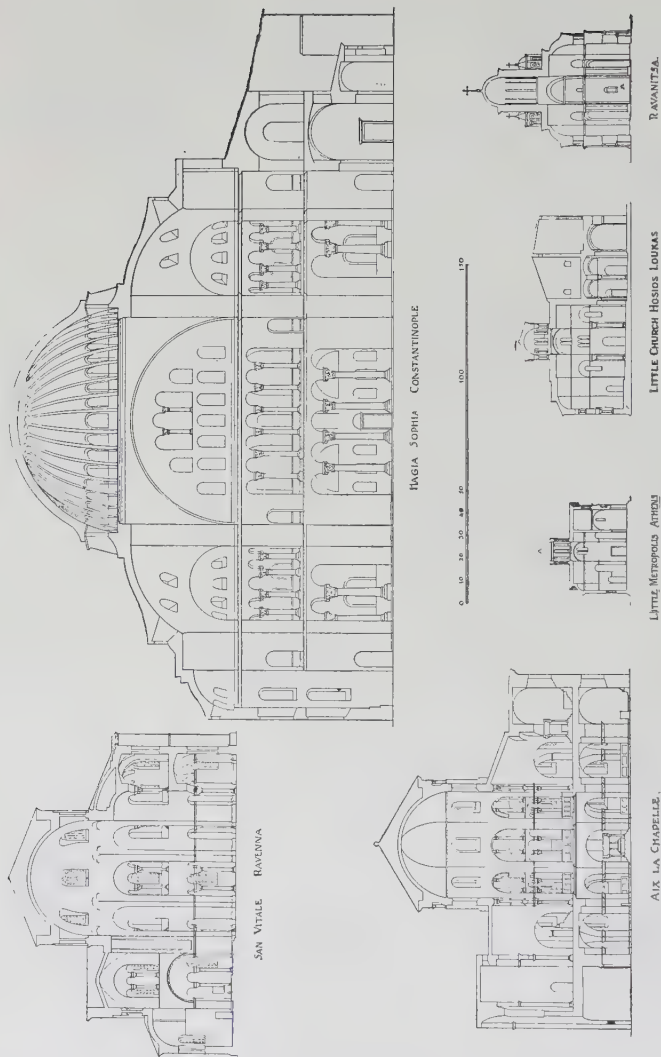 SAN VITALE RAVENNA
HAGIA SOPHIA CONSTANTINOPLE
0 10 20 30 40 50 100 150
AIX LA CHAPELLE.
LITTLE METROPOLIS ATHENS
LITTLE CHURCH HOSIOS LOUKAS
RAVANITSA.